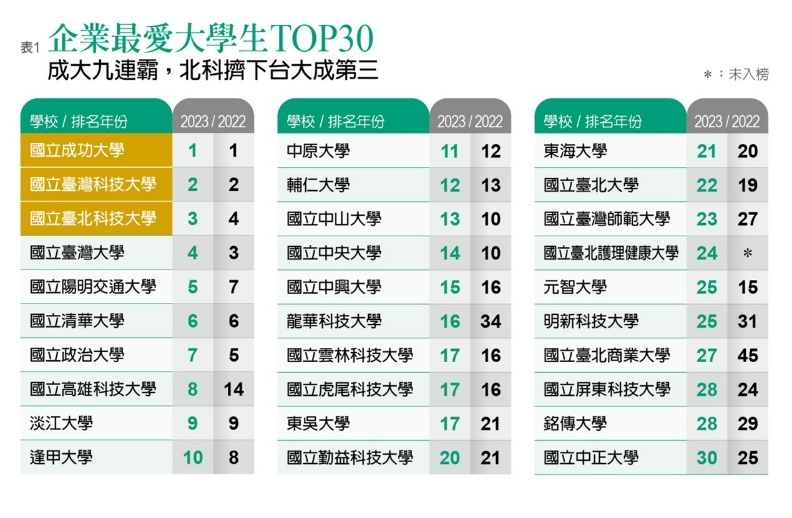 表1 企業最愛大學生TOP30
成大九連霸，北科擠下台大成第三
＊：未入榜
學校 / 排名年份 2023 / 2022
國立成功大學 1 1
國立臺灣科技大學 2 2
國立臺北科技大學 3 4
國立臺灣大學 4 3
國立陽明交通大學 5 7
國立清華大學 6 6
國立政治大學 7 5
國立高雄科技大學 8 14
淡江大學 9 9
逢甲大學 10 8
學校 / 排名年份 2023 / 2022
中原大學 11 12
輔仁大學 12 13
國立中山大學 13 10
國立中央大學 14 10
國立中興大學 15 16
龍華科技大學 16 34
國立雲林科技大學 17 16
國立虎尾科技大學 17 16
東吳大學 17 21
國立勤益科技大學 20 21
學校 / 排名年份 2023 / 2022
東海大學 21 20
國立臺北大學 22 19
國立臺灣師範大學 23 27
國立臺北護理健康大學 24 ＊
元智大學 25 15
明新科技大學 25 31
國立臺北商業大學 27 45
國立屏東科技大學 28 24
銘傳大學 28 29
國立中正大學 30 25